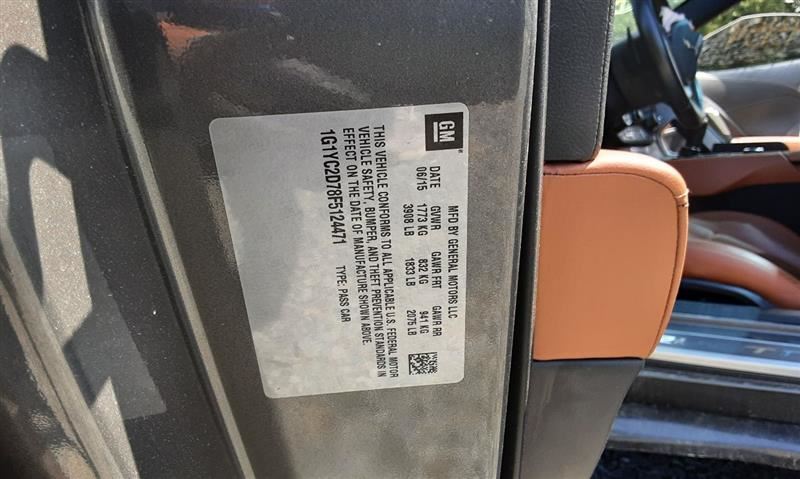 GM
MFD BY GENERAL MOTORS LLC
DATE GVWR GAWR FRT GAWR RR
06/15 1773 KG 832 KG 941 KG
3908 LB 1833 LB 2075 LB
THIS VEHICLE CONFORMS TO ALL APPLICABLE U.S. FEDERAL MOTOR
VEHICLE SAFETY, BUMPER, AND THEFT PREVENTION STANDARDS IN
EFFECT ON THE DATE OF MANUFACTURE SHOWN ABOVE.
1G1YC2D78F5124471 TYPE: PASS CAR